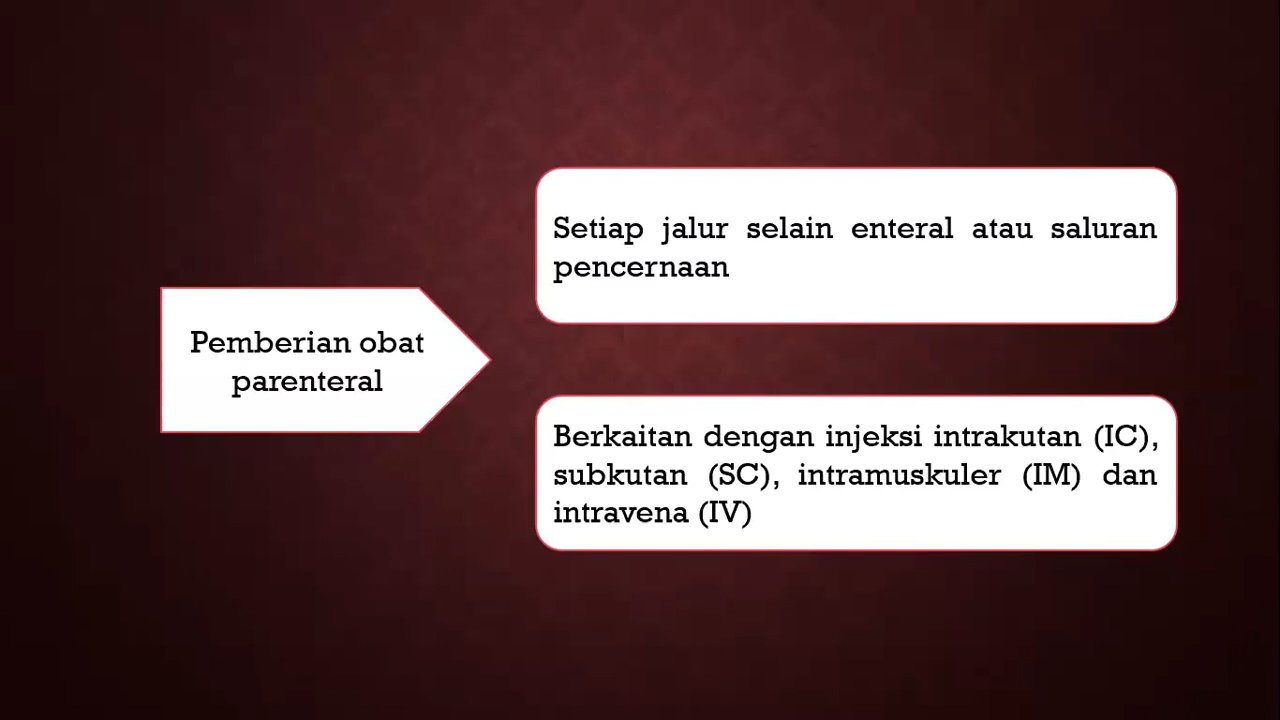 Pemberian obat
parenteral
Setiap jalur selain enteral atau saluran
pencernaan
Berkaitan dengan injeksi intrakutan (IC),
subkutan (SC), intramuskuler (IM) dan
intravena (IV)